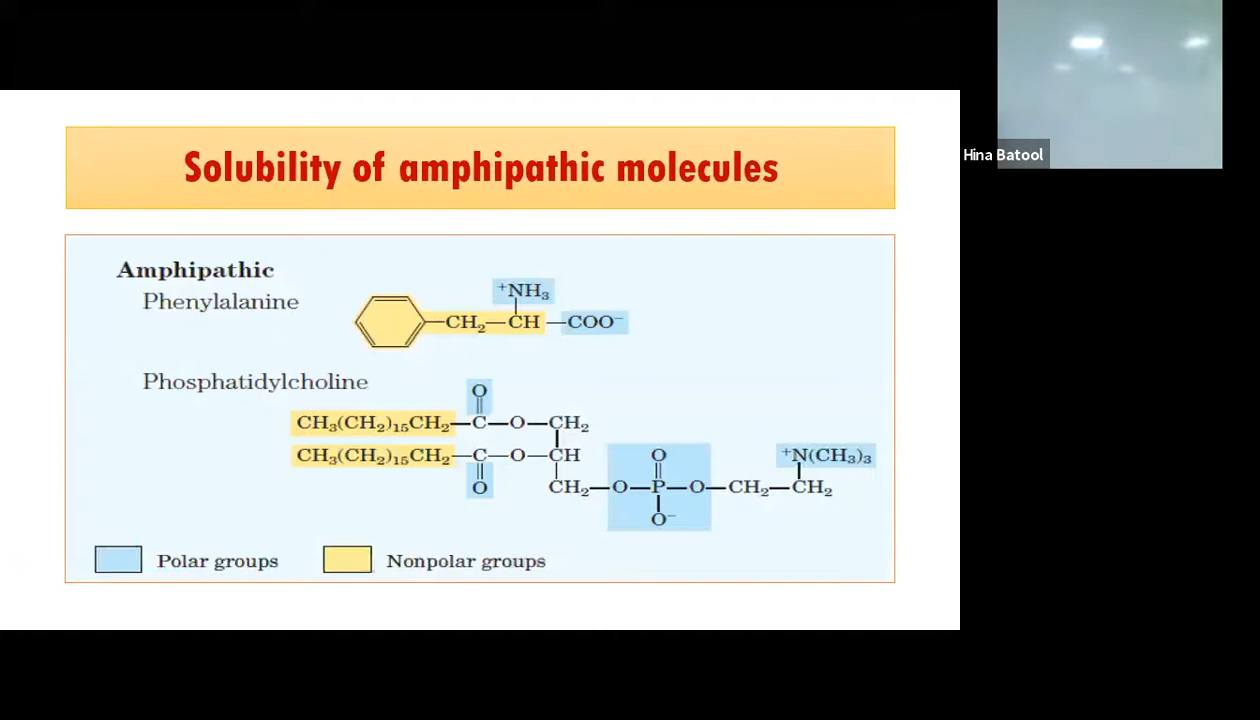 Solubility of amphipathic molecules
Hina Batool
Amphipathic
Phenylalanine
⁺NH₃
CH₂—CH—COO⁻
Phosphatidylcholine
O
CH₃(CH₂)₁₅CH₂—C—O—CH₂
CH₃(CH₂)₁₅CH₂—C—O—CH
O
⁺N(CH₃)₃
O
CH₂—O—P—O—CH₂—CH₂
O⁻
Polar groups
Nonpolar groups